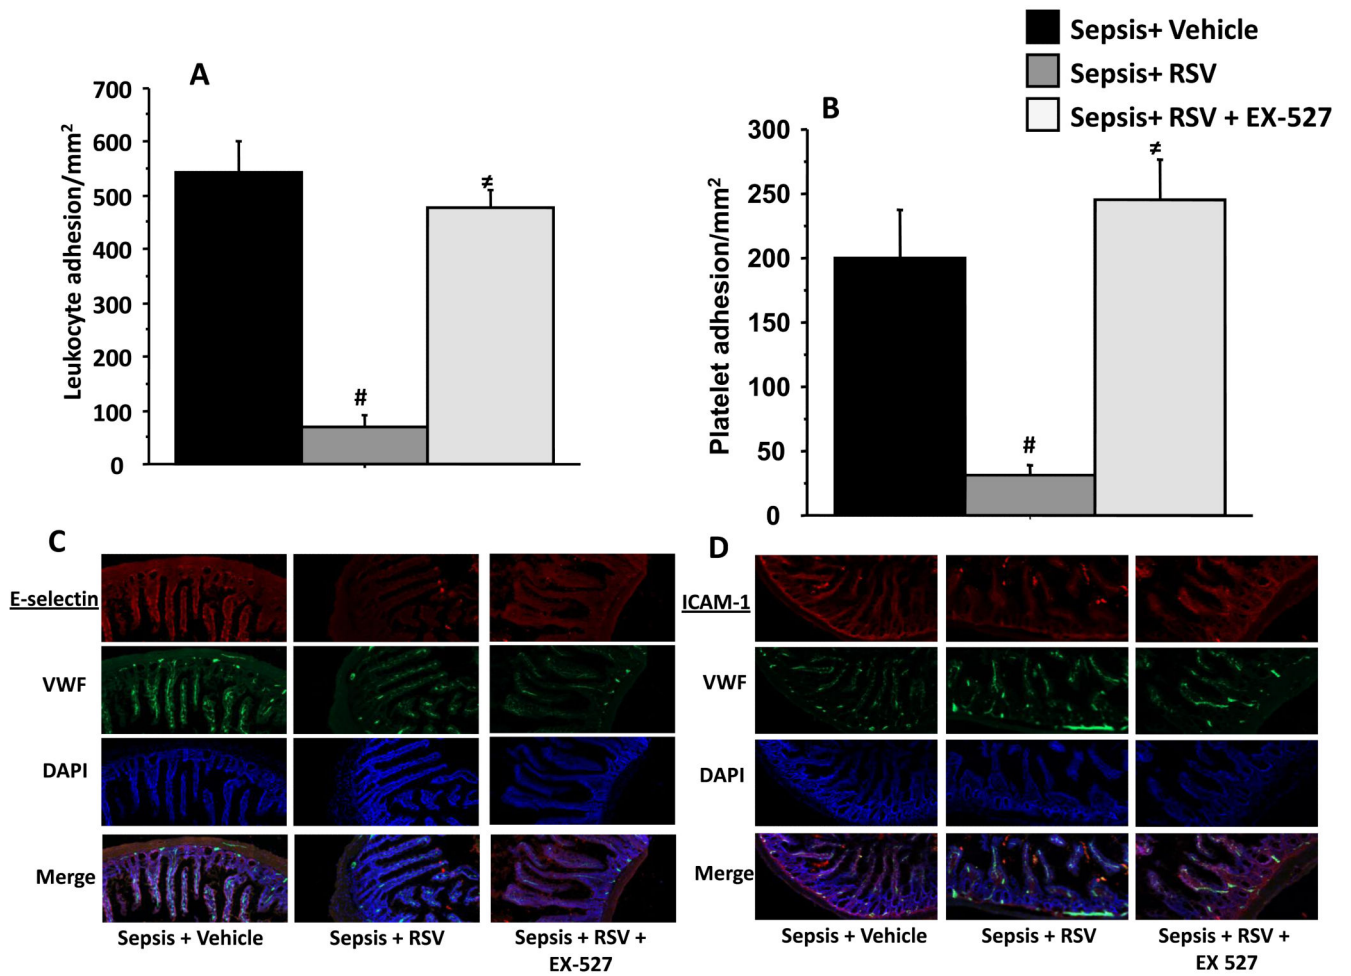 Sepsis+ Vehicle
Sepsis+ RSV
Sepsis+ RSV + EX-527
A
700
600
500
400
300
200
100
0
Leukocyte adhesion/mm²
#
≠
B
300
250
200
150
100
50
0
Platelet adhesion/mm²
#
≠
C
E-selectin
VWF
DAPI
Merge
Sepsis + Vehicle
Sepsis + RSV
Sepsis + RSV +
EX-527
D
ICAM-1
VWF
DAPI
Merge
Sepsis + Vehicle
Sepsis + RSV
Sepsis + RSV +
EX 527